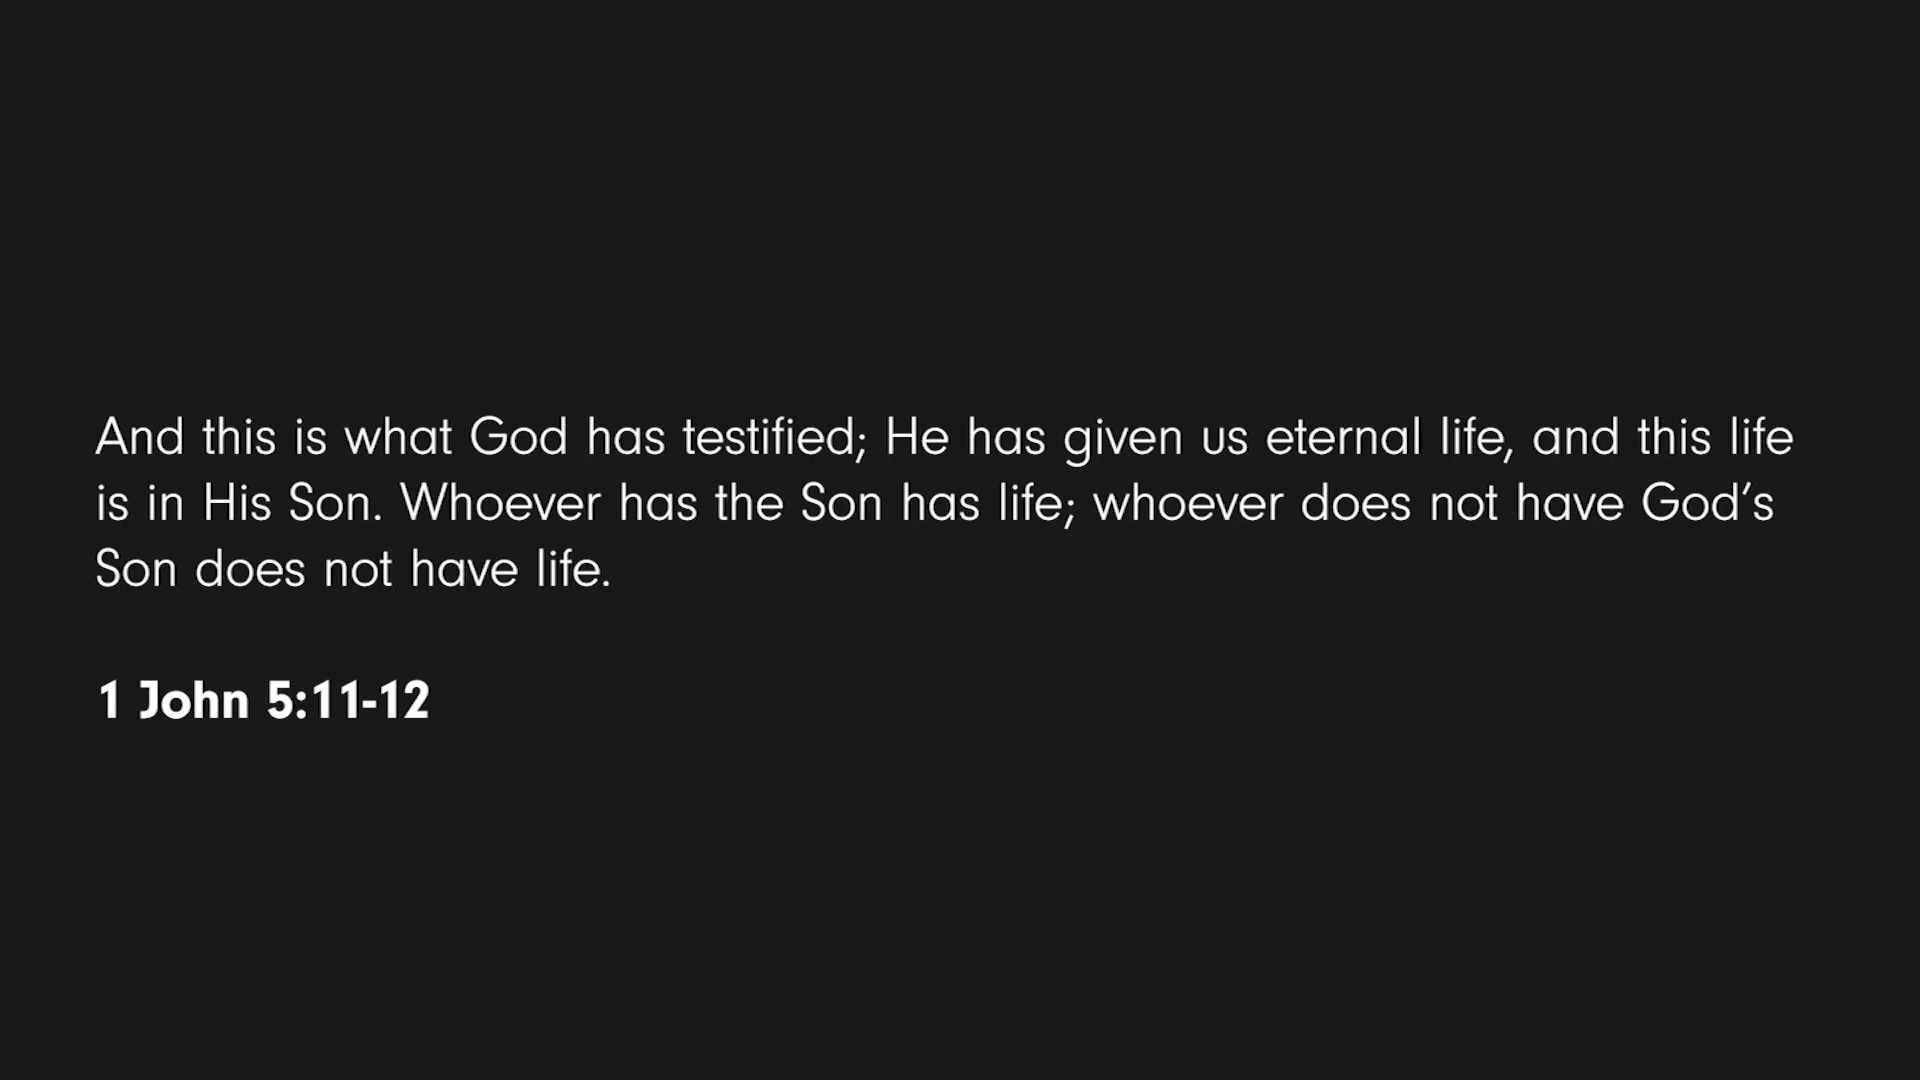 And this is what God has testified; He has given us eternal life, and this life
is in His Son. Whoever has the Son has life; whoever does not have God’s
Son does not have life.
1 John 5:11-12